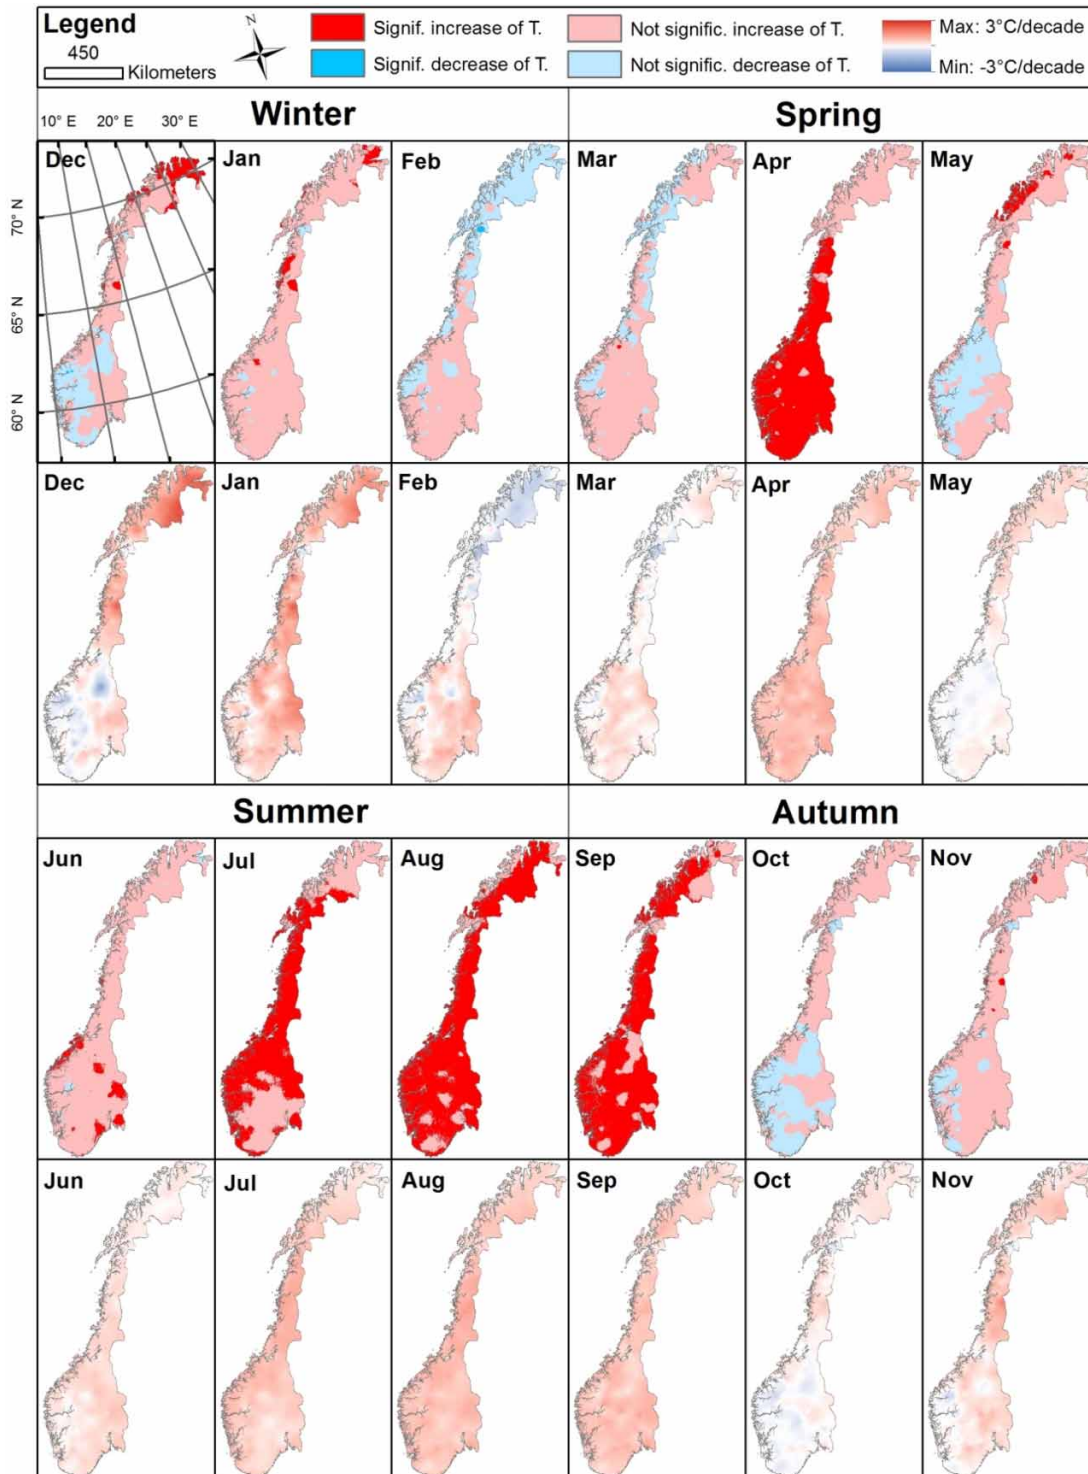 Legend
450
Kilometers
N
Signif. increase of T.
Not signific. increase of T.
Max: 3°C/decade
Signif. decrease of T.
Not signific. decrease of T.
Min: -3°C/decade
Winter
Spring
10° E 20° E 30° E
70° N
65° N
60° N
Dec
Jan
Feb
Mar
Apr
May
Dec
Jan
Feb
Mar
Apr
May
Summer
Autumn
Jun
Jul
Aug
Sep
Oct
Nov
Jun
Jul
Aug
Sep
Oct
Nov